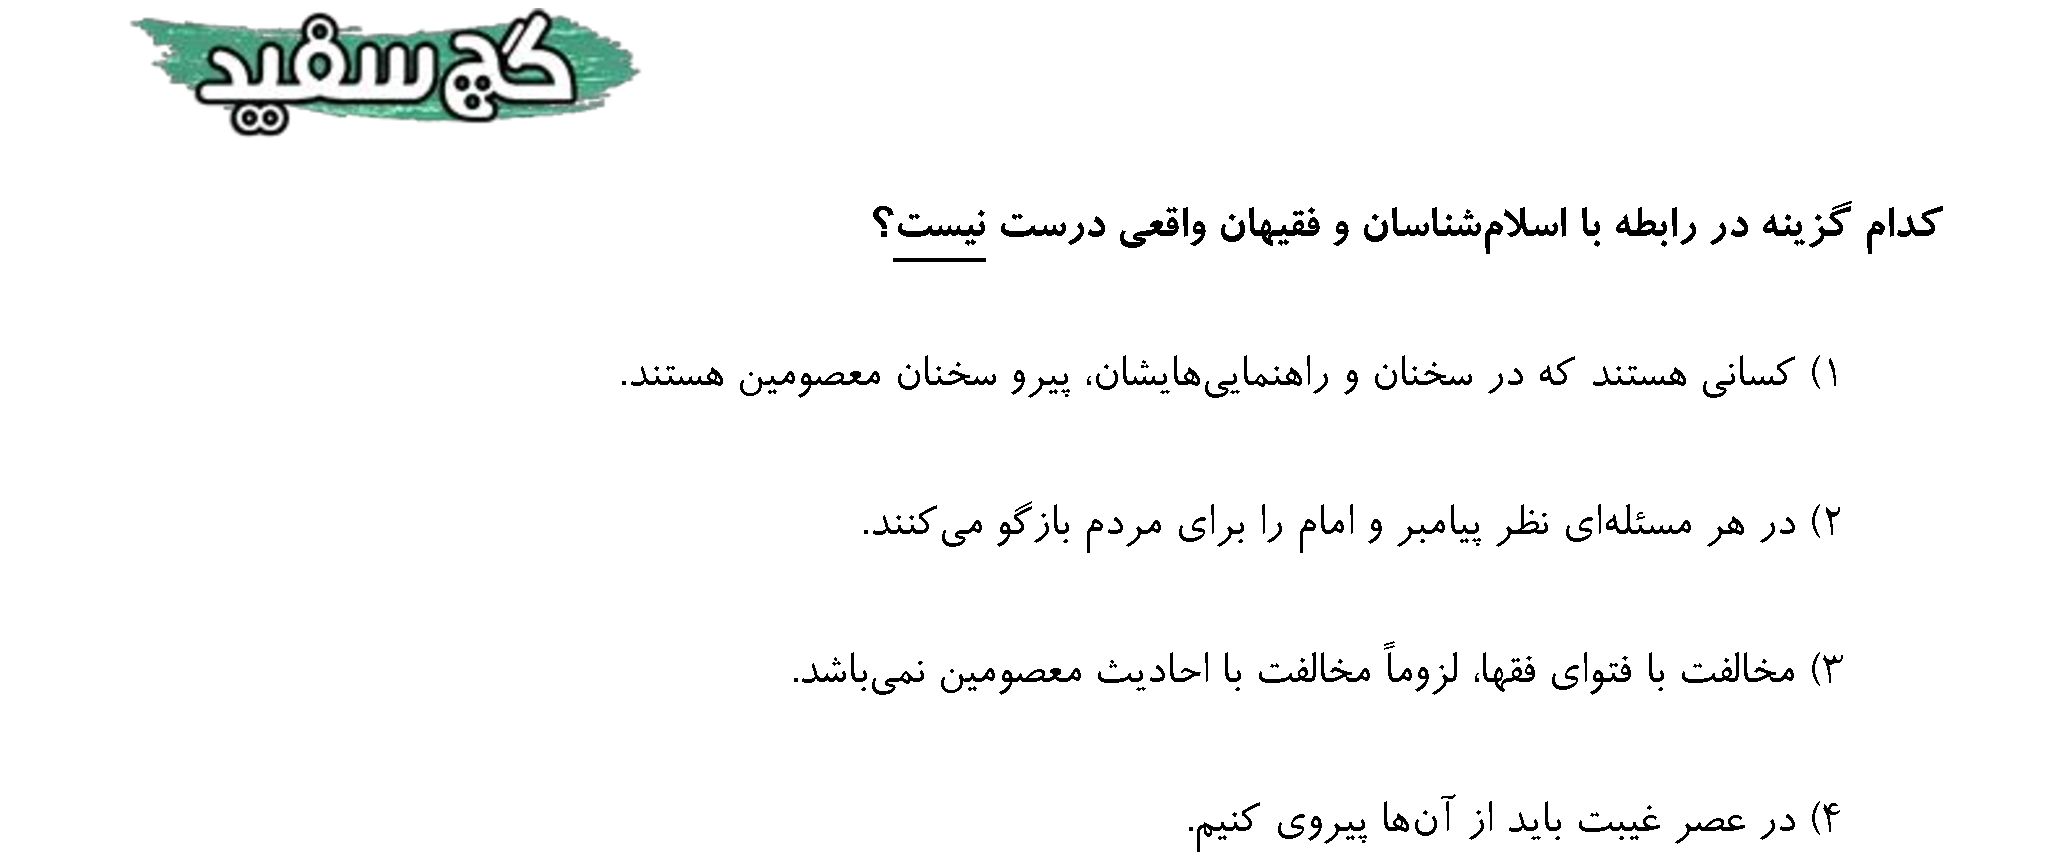 گچ سفید
کدام گزینه در رابطه با اسلام‌شناسان و فقیهان واقعی درست نیست؟
۱) کسانی هستند که در سخنان و راهنمایی‌هایشان، پیرو سخنان معصومین هستند.
۲) در هر مسئله‌ای نظر پیامبر و امام را برای مردم بازگو می‌کنند.
۳) مخالفت با فتوای فقها، لزوماً مخالفت با احادیث معصومین نمی‌باشد.
۴) در عصر غیبت باید از آن‌ها پیروی کنیم.